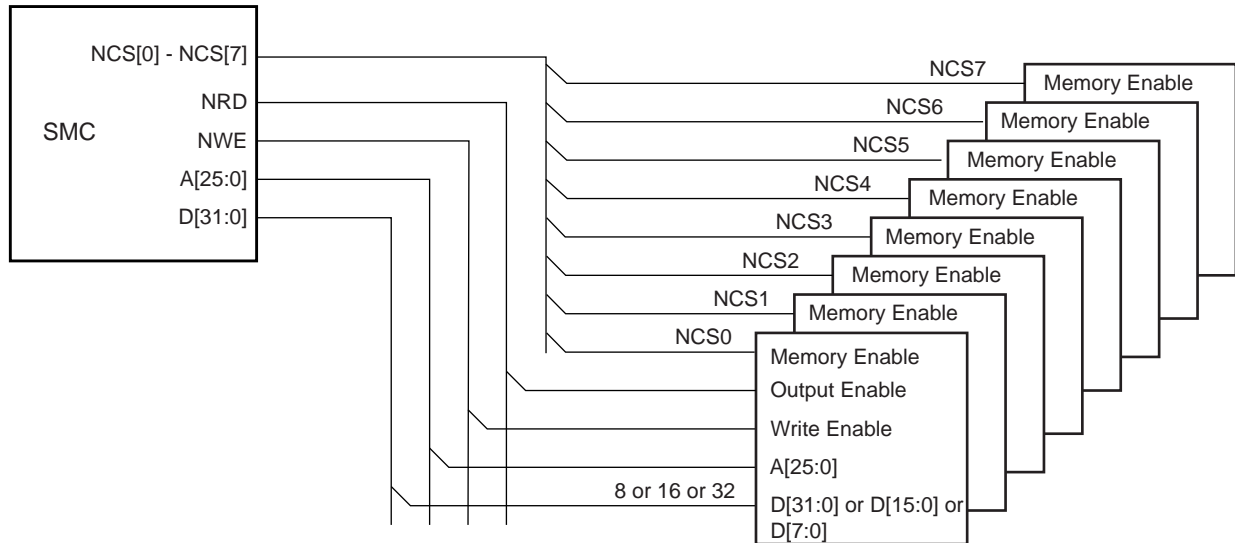 NCS[0] - NCS[7]
NRD
SMC
NWE
A[25:0]
D[31:0]
NCS7
Memory Enable
NCS6
Memory Enable
NCS5
Memory Enable
NCS4
Memory Enable
NCS3
Memory Enable
NCS2
Memory Enable
NCS1
Memory Enable
NCS0
Memory Enable
Output Enable
Write Enable
A[25:0]
8 or 16 or 32
D[31:0] or D[15:0] or
D[7:0]